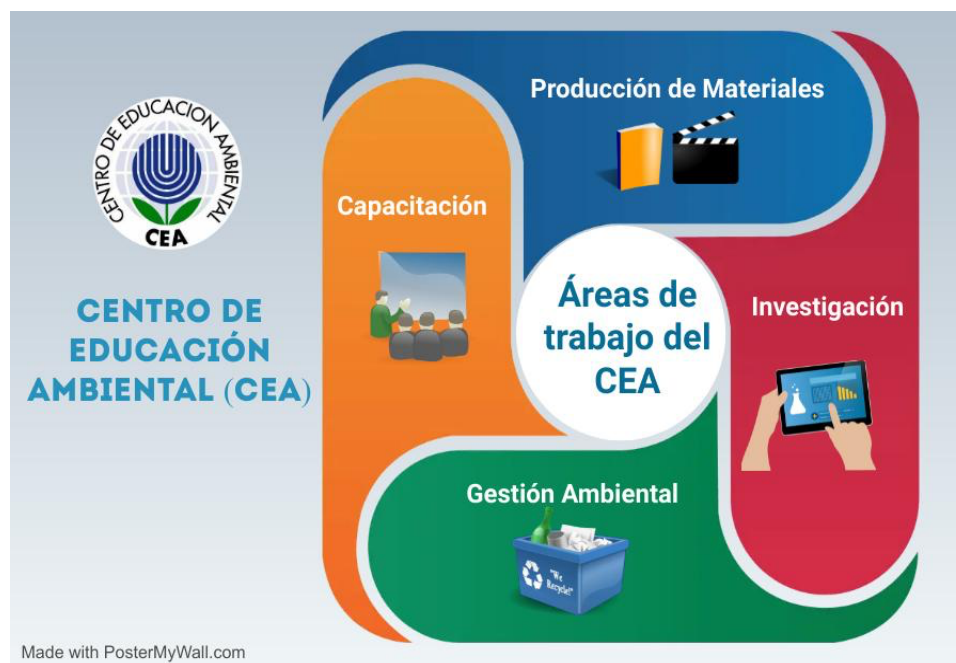 CENTRO DE EDUCACION AMBIENTAL
CEA
CENTRO DE
EDUCACIÓN
AMBIENTAL (CEA)
Producción de Materiales
Capacitación
Áreas de
trabajo del
CEA
Investigación
Gestión Ambiental
"We
Recycle!"
Made with PosterMyWall.com